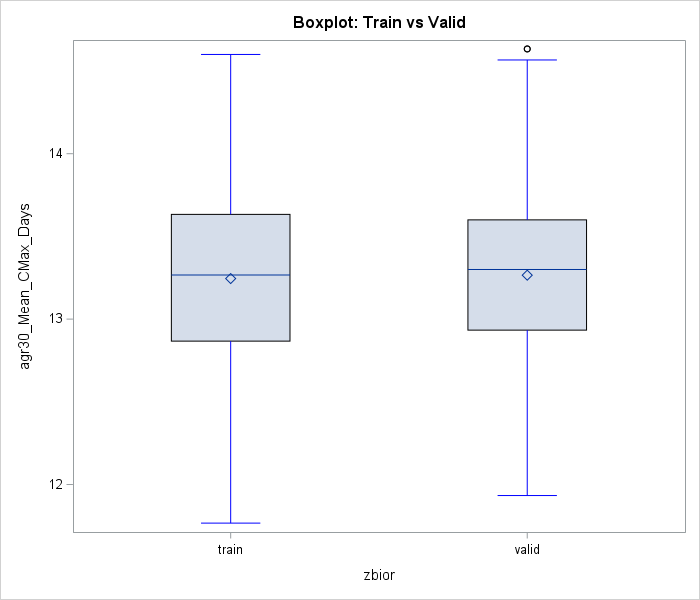 Boxplot: Train vs Valid
agr30_Mean_CMax_Days
14
13
12
train
valid
zbior